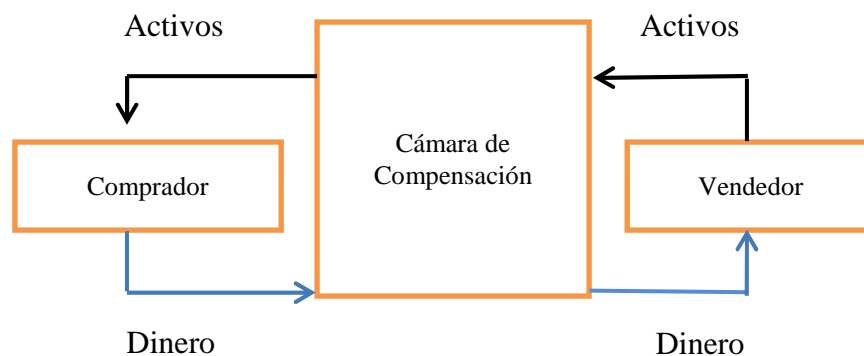 Activos
Activos
Cámara de
Compensación
Comprador
Vendedor
Dinero
Dinero